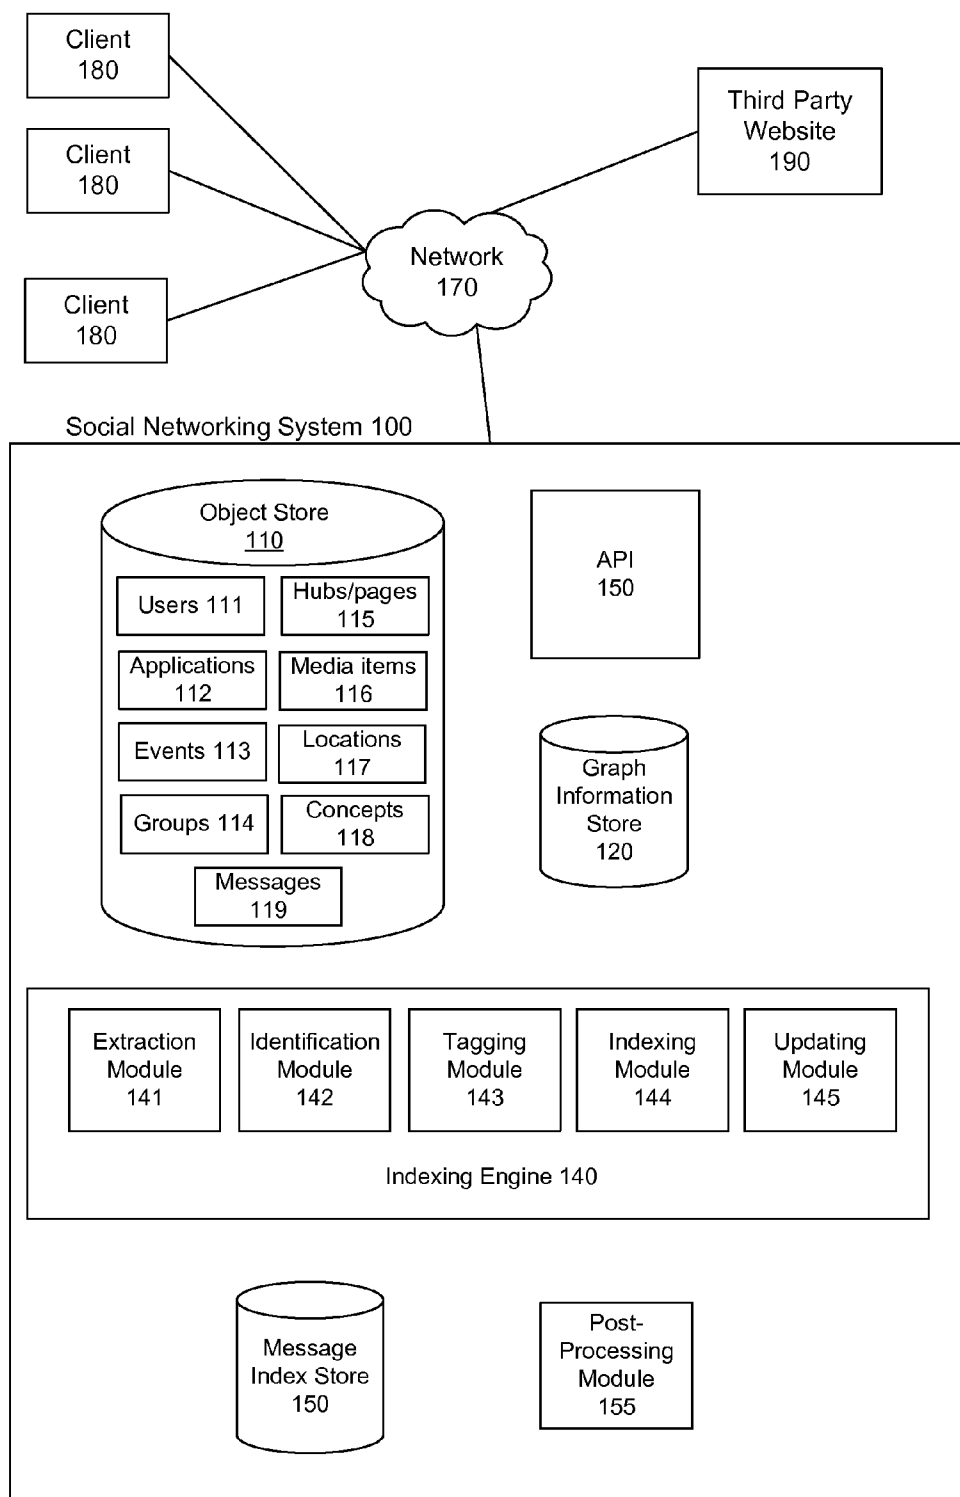 Client
180
Client
180
Client
180
Third Party
Website
190
Network
170
Social Networking System 100
Object Store
110
Users 111
Hubs/pages
115
Applications
112
Media items
116
Events 113
Locations
117
Groups 114
Concepts
118
Messages
119
API
150
Graph
Information
Store
120
Extraction
Module
141
Identification
Module
142
Tagging
Module
143
Indexing
Module
144
Updating
Module
145
Indexing Engine 140
Message
Index Store
150
Post-
Processing
Module
155